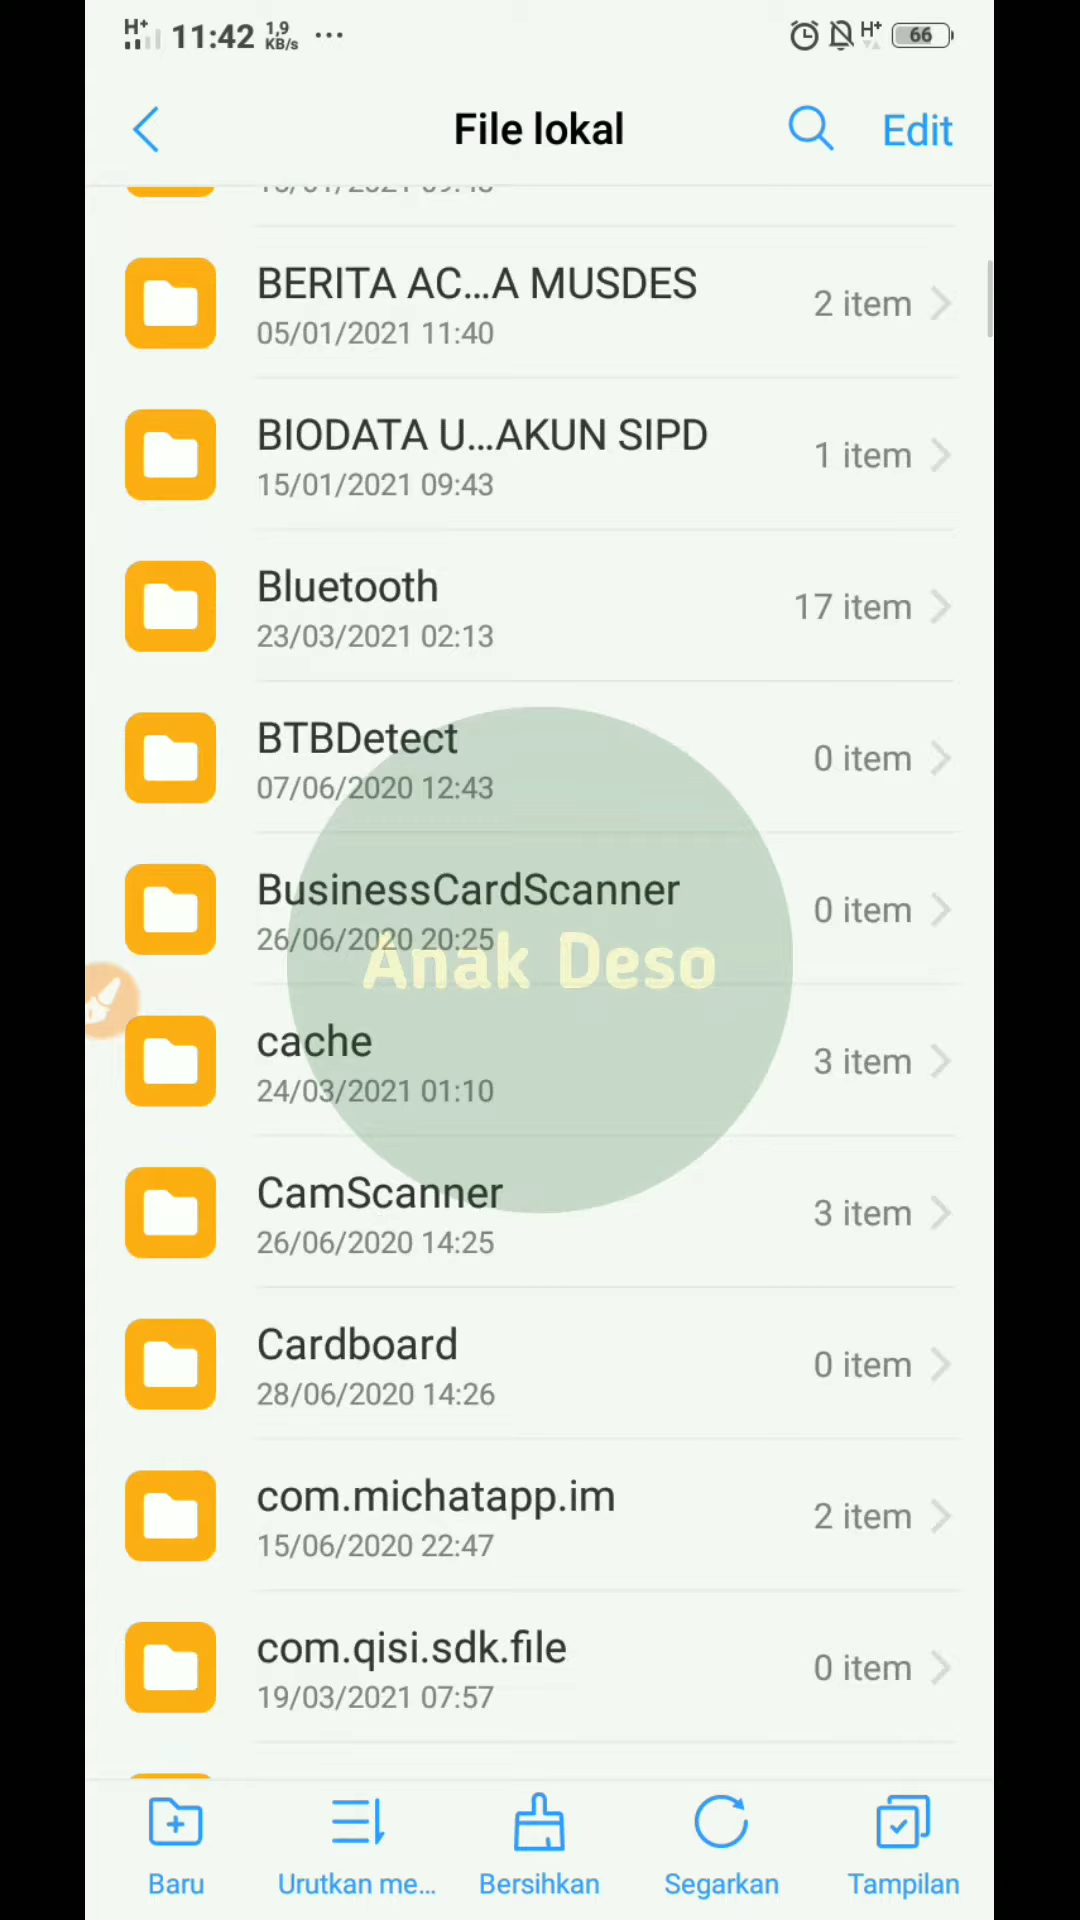 H+ 11:42 1,9 KB/s ... H+ 66
File lokal Edit
BERITA AC...A MUSDES
05/01/2021 11:40
2 item
BIODATA U...AKUN SIPD
15/01/2021 09:43
1 item
Bluetooth
23/03/2021 02:13
17 item
BTBDetect
07/06/2020 12:43
0 item
BusinessCardScanner
26/06/2020 20:25
0 item
Anak Deso
cache
24/03/2021 01:10
3 item
CamScanner
26/06/2020 14:25
3 item
Cardboard
28/06/2020 14:26
0 item
com.michatapp.im
15/06/2020 22:47
2 item
com.qisi.sdk.file
19/03/2021 07:57
0 item
Baru Urutkan me... Bersihkan Segarkan Tampilan